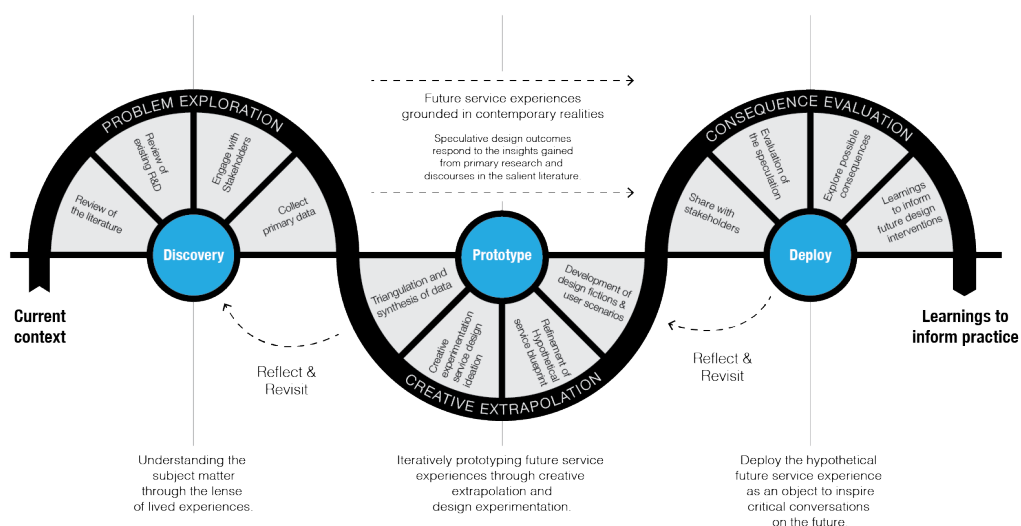 PROBLEM EXPLORATION
Review of
the literature
Review of
existing R&D
Engage with
Stakeholders
Collect
primary data
Discovery
Current
context
Reflect &
Revisit
Understanding the
subject matter
through the lense
of lived experiences.
Future service experiences
grounded in contemporary realities
Speculative design outcomes
respond to the insights gained
from primary research and
discourses in the salient literature.
Prototype
Triangulation and
synthesis of data
Creative
experimentation
service design
ideation
Refinement of
Hypothetical
service blueprint
Development of
design fictions &
user scenarios
CREATIVE EXTRAPOLATION
Iteratively prototyping future service
experiences through creative
extrapolation and
design experimentation.
CONSEQUENCE EVALUATION
Share with
stakeholders
Evaluation of
the speculation
Explore possible
consequences
Learnings
to inform
future design
interventions
Deploy
Reflect &
Revisit
Learnings to
inform practice
Deploy the hypothetical
future service experience
as an object to inspire
critical conversations
on the future